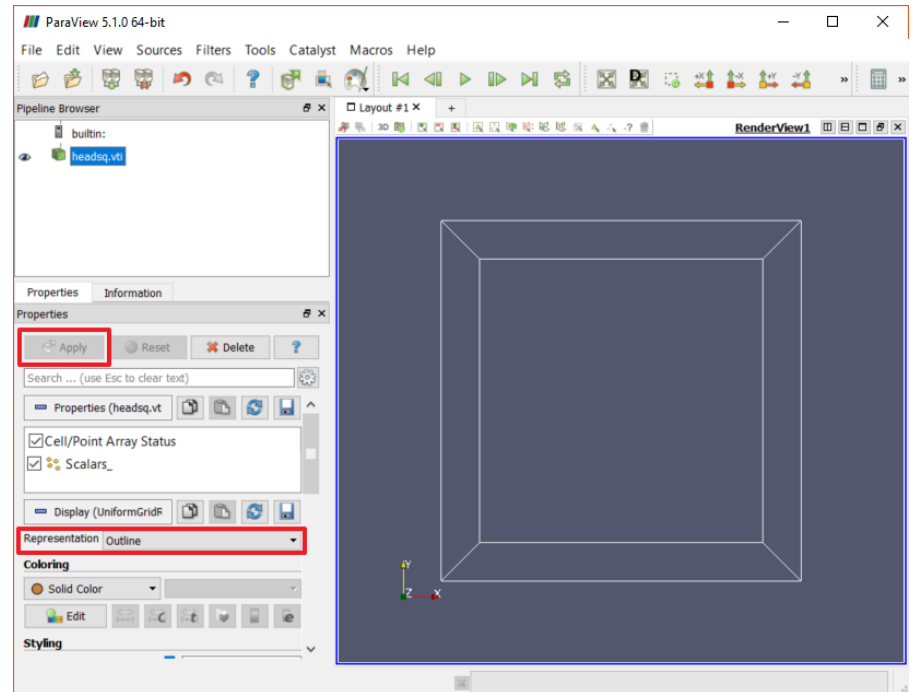 ParaView 5.1.0 64-bit
File Edit View Sources Filters Tools Catalyst Macros Help
Pipeline Browser
Layout #1 × +
builtin:
3D
RenderView1
headsq.vti
Properties Information
Properties
Apply Reset Delete ?
Search ... (use Esc to clear text)
Properties (headsq.vt
Cell/Point Array Status
Scalars_
Display (UniformGridR
Representation Outline
Coloring
Solid Color
Edit
Styling
Y
Z X